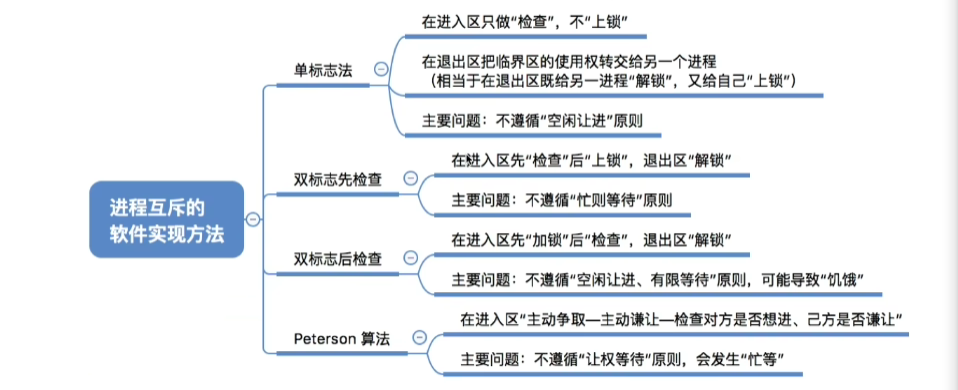 进程互斥的
软件实现方法
单标志法
在进入区只做“检查”，不“上锁”
在退出区把临界区的使用权转交给另一个进程
（相当于在退出区既给另一进程“解锁”，又给自己“上锁”）
主要问题：不遵循“空闲让进”原则
双标志先检查
在进入区先“检查”后“上锁”，退出区“解锁”
主要问题：不遵循“忙则等待”原则
双标志后检查
在进入区先“加锁”后“检查”，退出区“解锁”
主要问题：不遵循“空闲让进、有限等待”原则，可能导致“饥饿”
Peterson 算法
在进入区“主动争取—主动谦让—检查对方是否想进、己方是否谦让”
主要问题：不遵循“让权等待”原则，会发生“忙等”